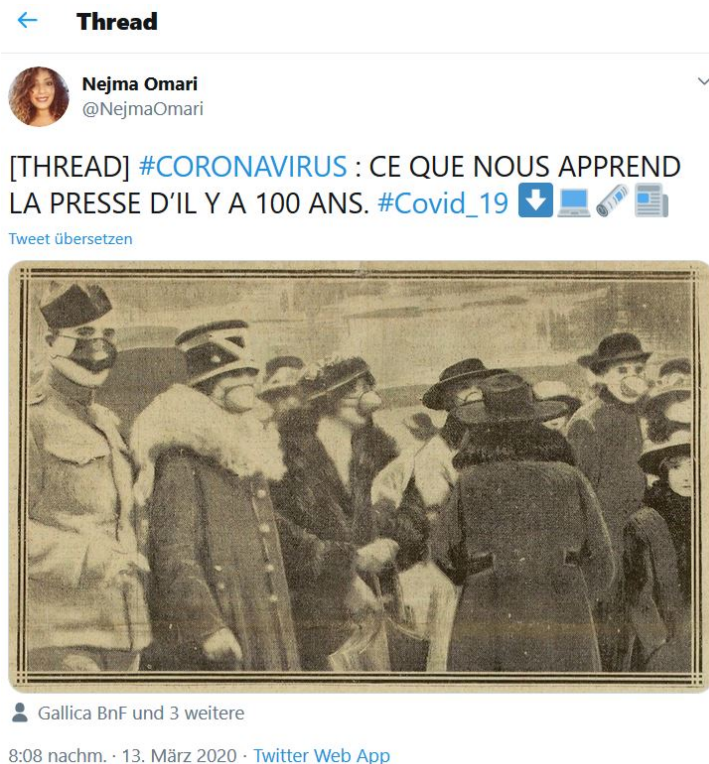 Thread
Nejma Omari
@NejmaOmari
[THREAD] #CORONAVIRUS : CE QUE NOUS APPREND
LA PRESSE D'IL Y A 100 ANS. #Covid_19
Tweet übersetzen
Gallica BnF und 3 weitere
8:08 nachm. · 13. März 2020 · Twitter Web App